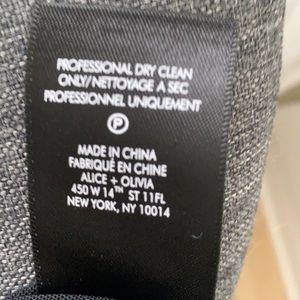 PROFESSIONAL DRY CLEAN
ONLY/NETTOYAGE A SEC
PROFESSIONNEL UNIQUEMENT
P
MADE IN CHINA
FABRIQUÉ EN CHINE
ALICE + OLIVIA
450 W 14TH ST 11FL
NEW YORK, NY 10014